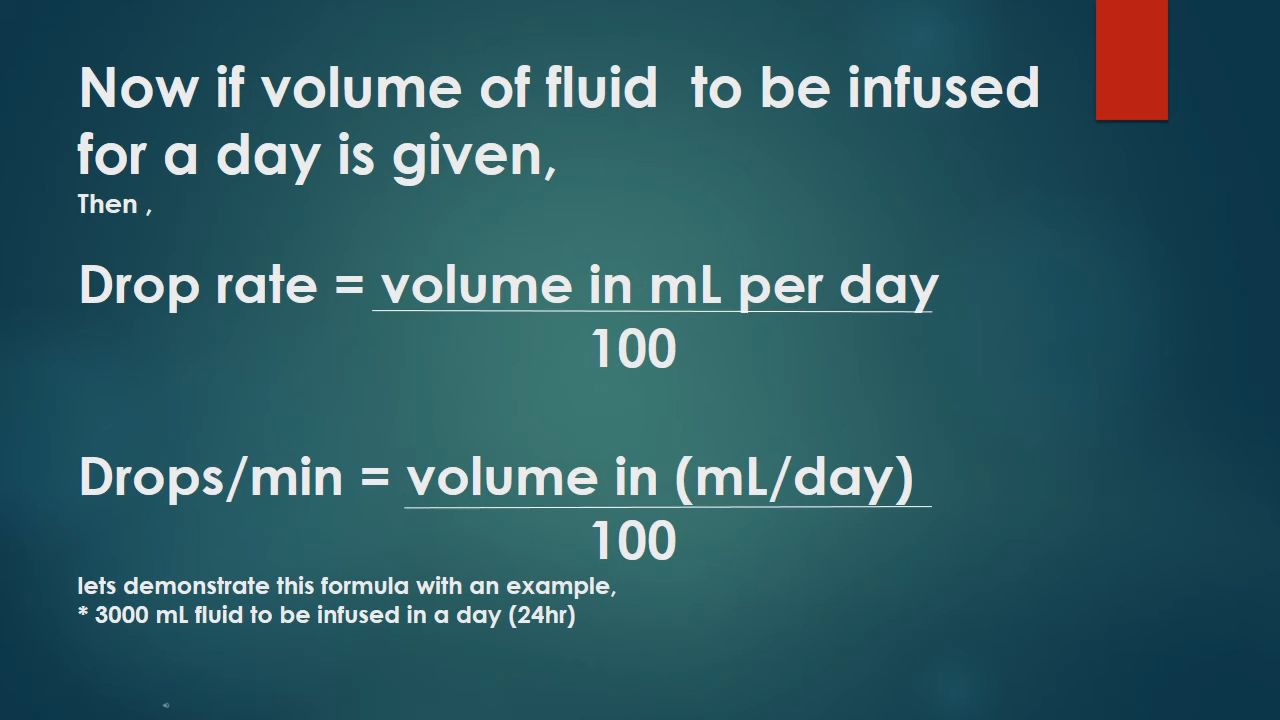 Now if volume of fluid  to be infused
for a day is given,
Then ,
Drop rate = volume in mL per day
100
Drops/min = volume in (mL/day)
100
lets demonstrate this formula with an example,
* 3000 mL fluid to be infused in a day (24hr)